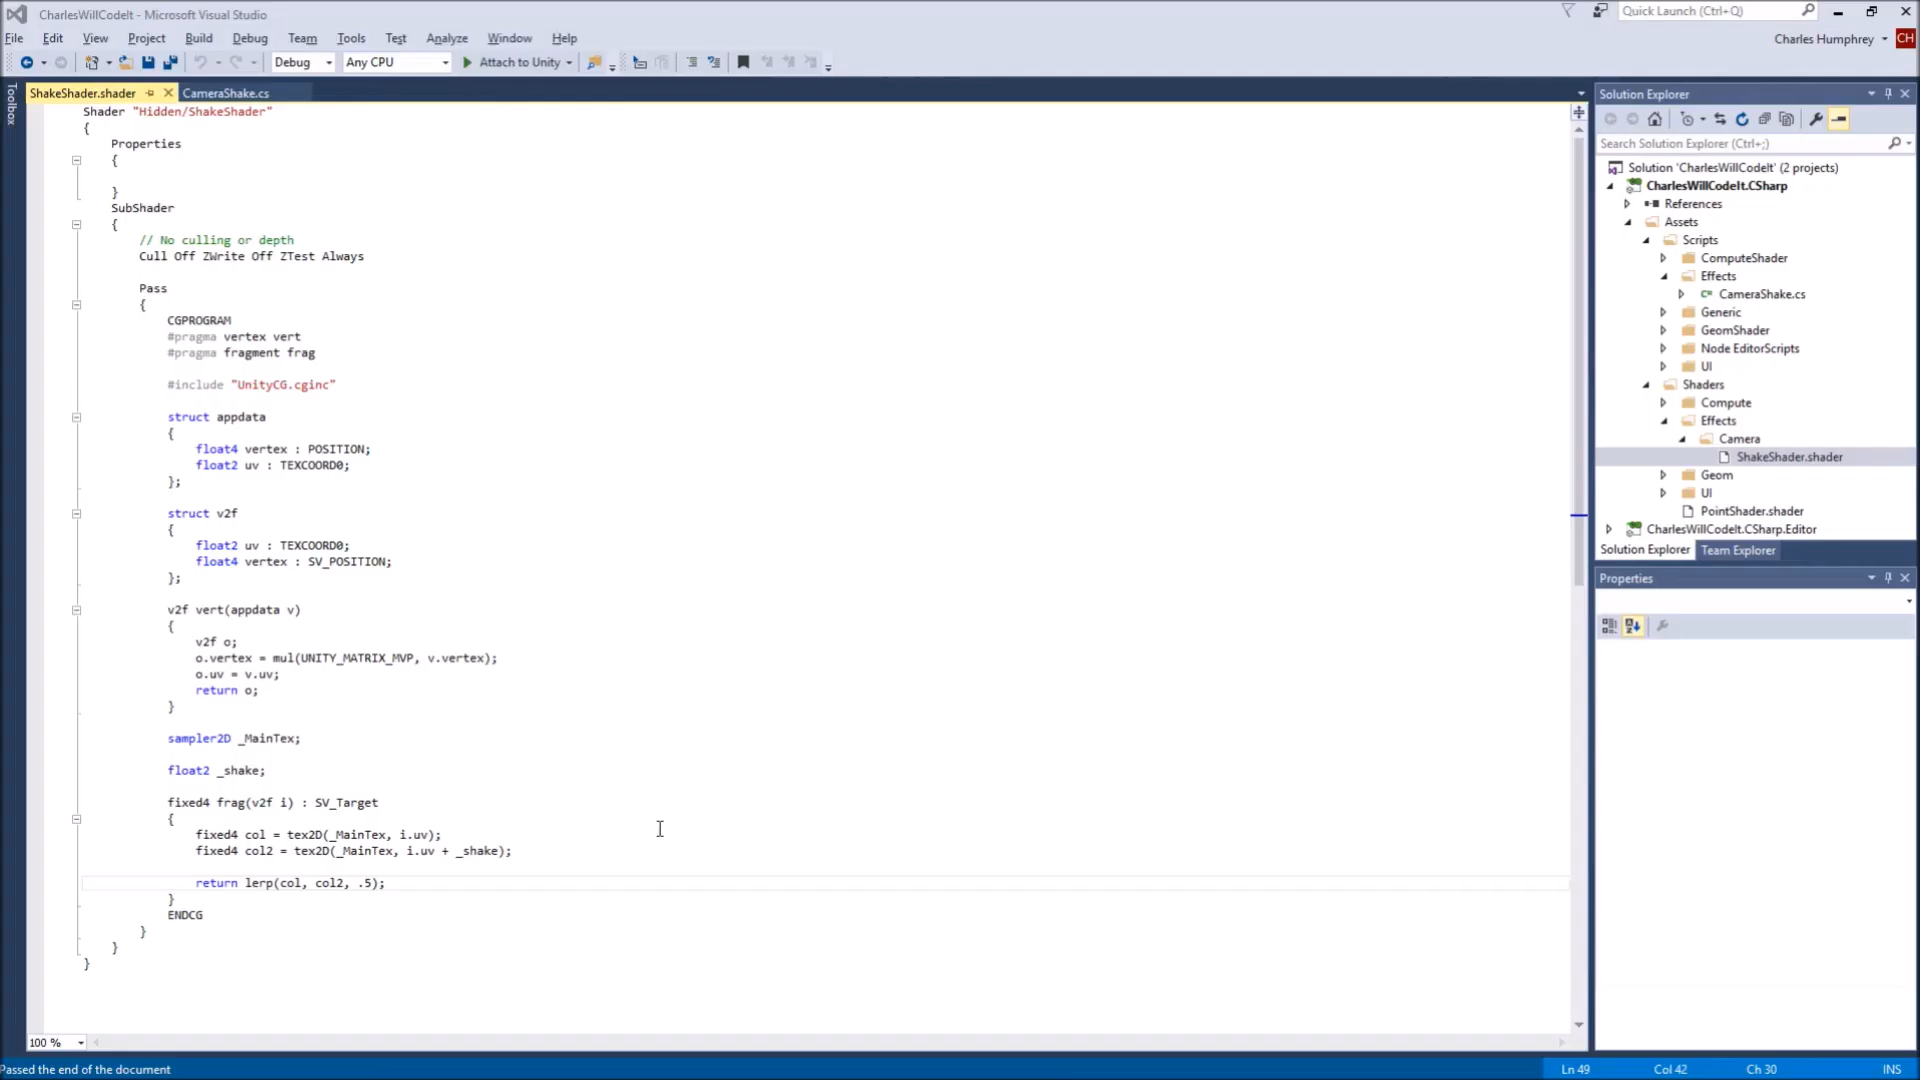 CharlesWillCodeIt - Microsoft Visual Studio
Quick Launch (Ctrl+Q)
File Edit View Project Build Debug Team Tools Test Analyze Window Help
Charles Humphrey
CH
Debug Any CPU Attach to Unity
Toolbox
ShakeShader.shader CameraShake.cs
Shader "Hidden/ShakeShader"
{
Properties
{
}
SubShader
{
// No culling or depth
Cull Off ZWrite Off ZTest Always
Pass
{
CGPROGRAM
#pragma vertex vert
#pragma fragment frag
#include "UnityCG.cginc"
struct appdata
{
float4 vertex : POSITION;
float2 uv : TEXCOORD0;
};
struct v2f
{
float2 uv : TEXCOORD0;
float4 vertex : SV_POSITION;
};
v2f vert(appdata v)
{
v2f o;
o.vertex = mul(UNITY_MATRIX_MVP, v.vertex);
o.uv = v.uv;
return o;
}
sampler2D _MainTex;
float2 _shake;
fixed4 frag(v2f i) : SV_Target
{
fixed4 col = tex2D(_MainTex, i.uv);
fixed4 col2 = tex2D(_MainTex, i.uv + _shake);
return lerp(col, col2, .5);
}
ENDCG
}
}
}
100 %
Solution Explorer
Search Solution Explorer (Ctrl+;)
Solution 'CharlesWillCodeIt' (2 projects)
CharlesWillCodeIt.CSharp
References
Assets
Scripts
ComputeShader
Effects
CameraShake.cs
Generic
GeomShader
Node EditorScripts
UI
Shaders
Compute
Effects
Camera
ShakeShader.shader
Geom
UI
PointShader.shader
CharlesWillCodeIt.CSharp.Editor
Solution Explorer Team Explorer
Properties
Passed the end of the document
Ln 49 Col 42 Ch 30 INS